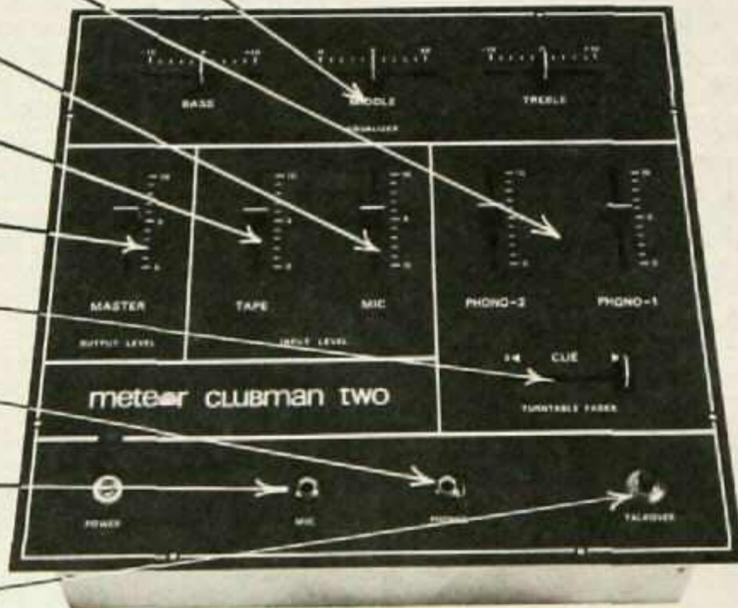 BASS MIDDLE TREBLE
EQUALIZER
MASTER TAPE MIC PHONO-2 PHONO-1
OUTPUT LEVEL INPUT LEVEL
CUE
TURNTABLE FADER
meteor CLUBMAN TWO
POWER MIC PHONES TALKOVER